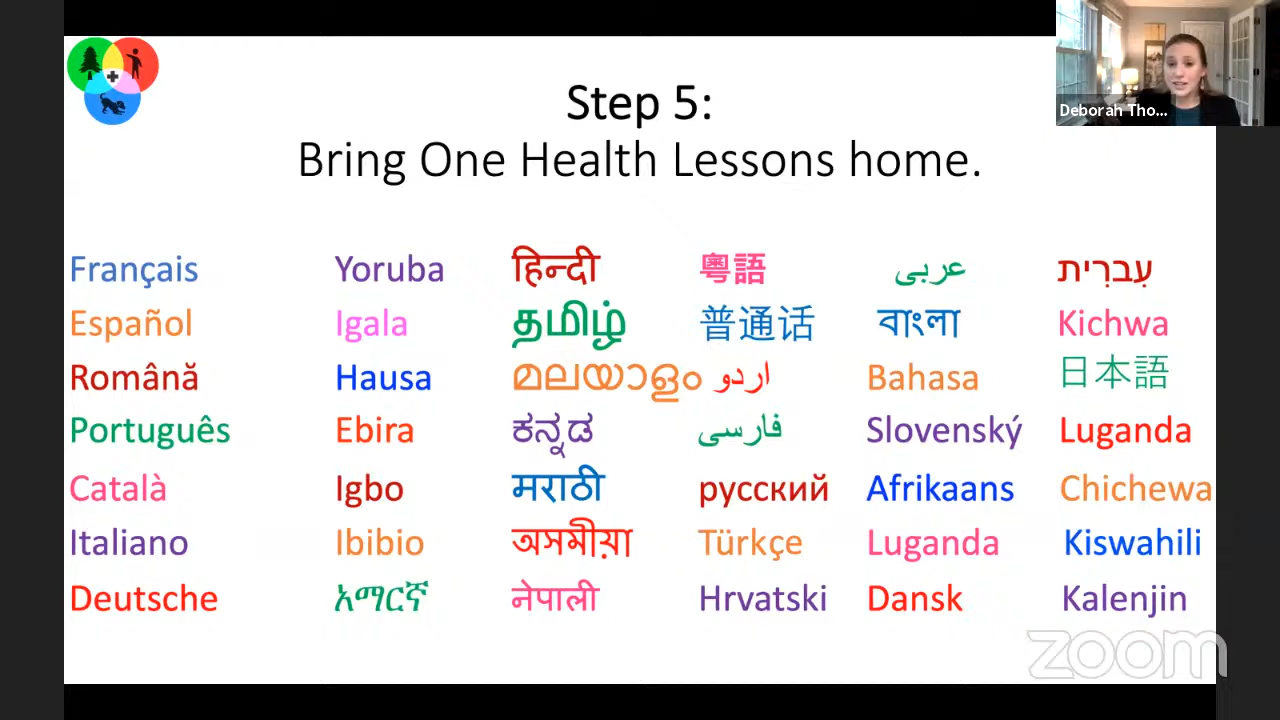 Deborah Tho...
Step 5:
Bring One Health Lessons home.
Français Yoruba हिन्दी 粵語 عربى עִברִית
Español Igala தமிழ் 普通话 বাংলা Kichwa
Română Hausa മലയാളം اردو Bahasa 日本語
Português Ebira ಕನ್ನಡ فارسی Slovenský Luganda
Català Igbo मराठी русский Afrikaans Chichewa
Italiano Ibibio অসমীয়া Türkçe Luganda Kiswahili
Deutsche አማርኛ नेपाली Hrvatski Dansk Kalenjin
zoom